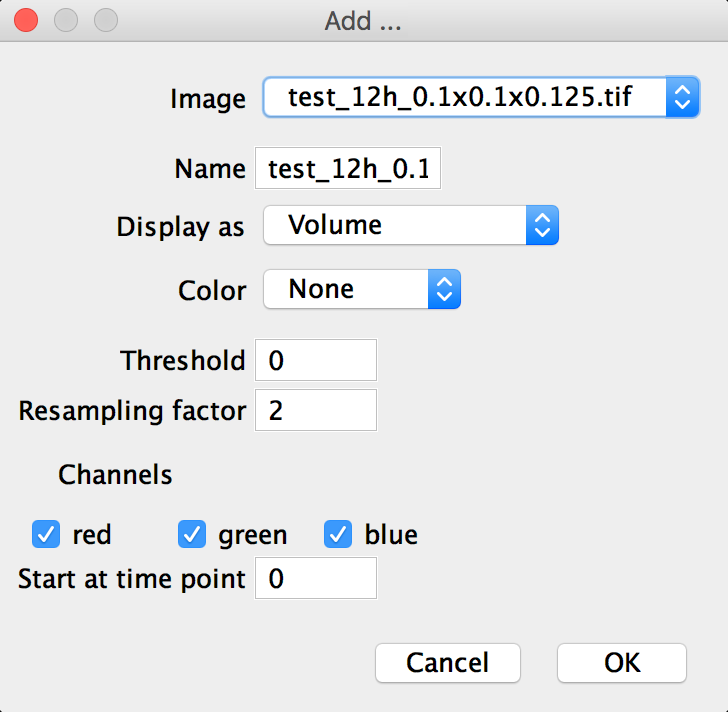 Add ...
Image test_12h_0.1x0.1x0.125.tif
Name test_12h_0.1
Display as Volume
Color None
Threshold 0
Resampling factor 2
Channels
red green blue
Start at time point 0
Cancel OK